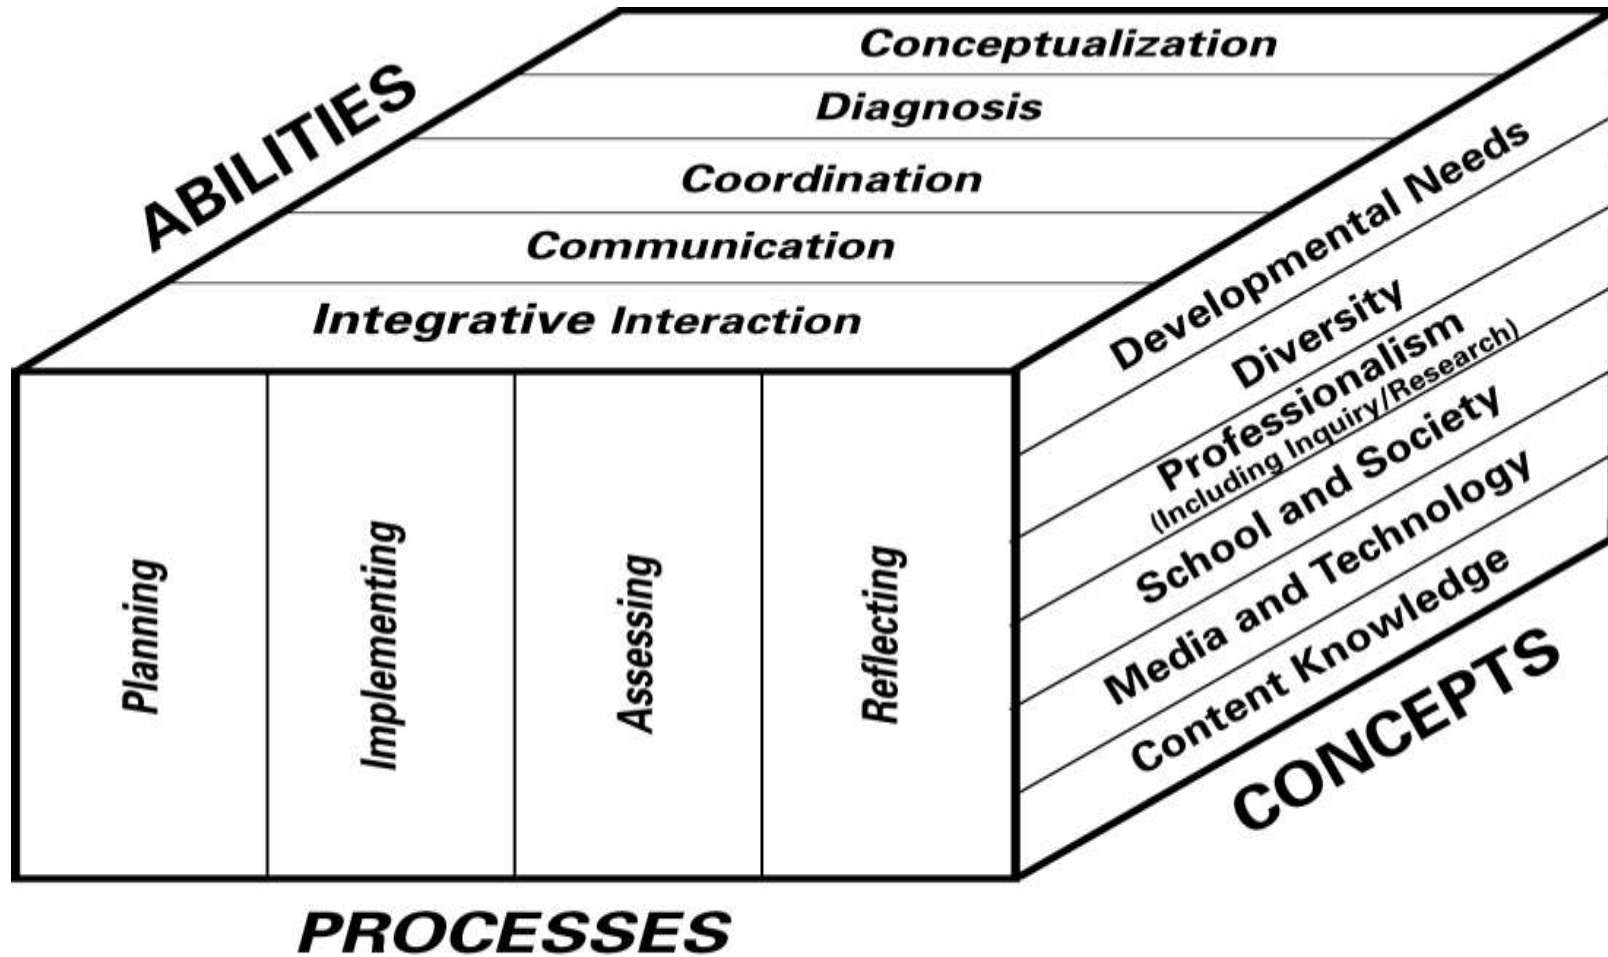 ABILITIES
Conceptualization
Diagnosis
Coordination
Communication
Integrative Interaction
Developmental Needs
Diversity
Professionalism
(Including Inquiry/Research)
School and Society
Media and Technology
Content Knowledge
CONCEPTS
Planning
Implementing
Assessing
Reflecting
PROCESSES